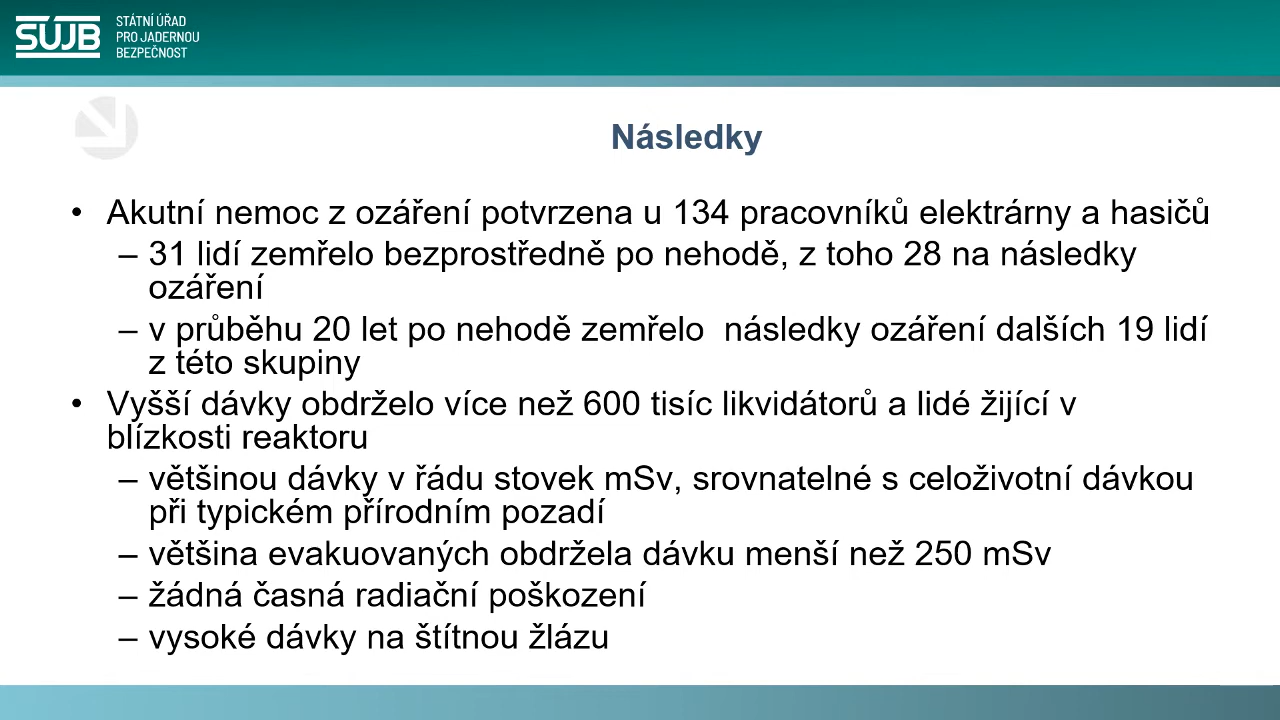 SÚJB
STÁTNÍ ÚŘAD
PRO JADERNOU
BEZPEČNOST
Následky
• Akutní nemoc z ozáření potvrzena u 134 pracovníků elektrárny a hasičů
– 31 lidí zemřelo bezprostředně po nehodě, z toho 28 na následky
ozáření
– v průběhu 20 let po nehodě zemřelo  následky ozáření dalších 19 lidí
z této skupiny
• Vyšší dávky obdrželo více než 600 tisíc likvidátorů a lidé žijící v
blízkosti reaktoru
– většinou dávky v řádu stovek mSv, srovnatelné s celoživotní dávkou
při typickém přírodním pozadí
– většina evakuovaných obdržela dávku menší než 250 mSv
– žádná časná radiační poškození
– vysoké dávky na štítnou žlázu